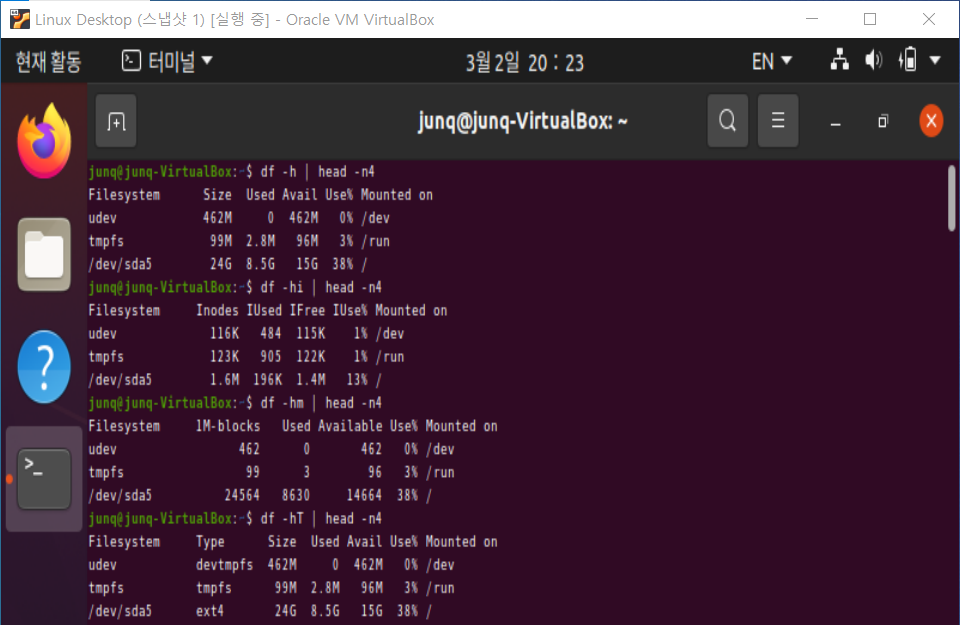 Linux Desktop (스냅샷 1) [실행 중] - Oracle VM VirtualBox
현재 활동 터미널 3월 2일 20 : 23 EN
junq@junq-VirtualBox: ~
junq@junq-VirtualBox:~$ df -h | head -n4
Filesystem      Size  Used Avail Use% Mounted on
udev            462M     0  462M   0% /dev
tmpfs            99M  2.8M   96M   3% /run
/dev/sda5        24G  8.5G   15G  38% /
junq@junq-VirtualBox:~$ df -hi | head -n4
Filesystem     Inodes IUsed IFree IUse% Mounted on
udev             116K   484  115K    1% /dev
tmpfs            123K   905  122K    1% /run
/dev/sda5        1.6M  196K  1.4M   13% /
junq@junq-VirtualBox:~$ df -hm | head -n4
Filesystem     1M-blocks   Used Available Use% Mounted on
udev                 462      0       462   0% /dev
tmpfs                 99      3        96   3% /run
/dev/sda5          24564   8630     14664  38% /
junq@junq-VirtualBox:~$ df -hT | head -n4
Filesystem     Type      Size  Used Avail Use% Mounted on
udev           devtmpfs  462M     0  462M   0% /dev
tmpfs          tmpfs      99M  2.8M   96M   3% /run
/dev/sda5      ext4       24G  8.5G   15G  38% /